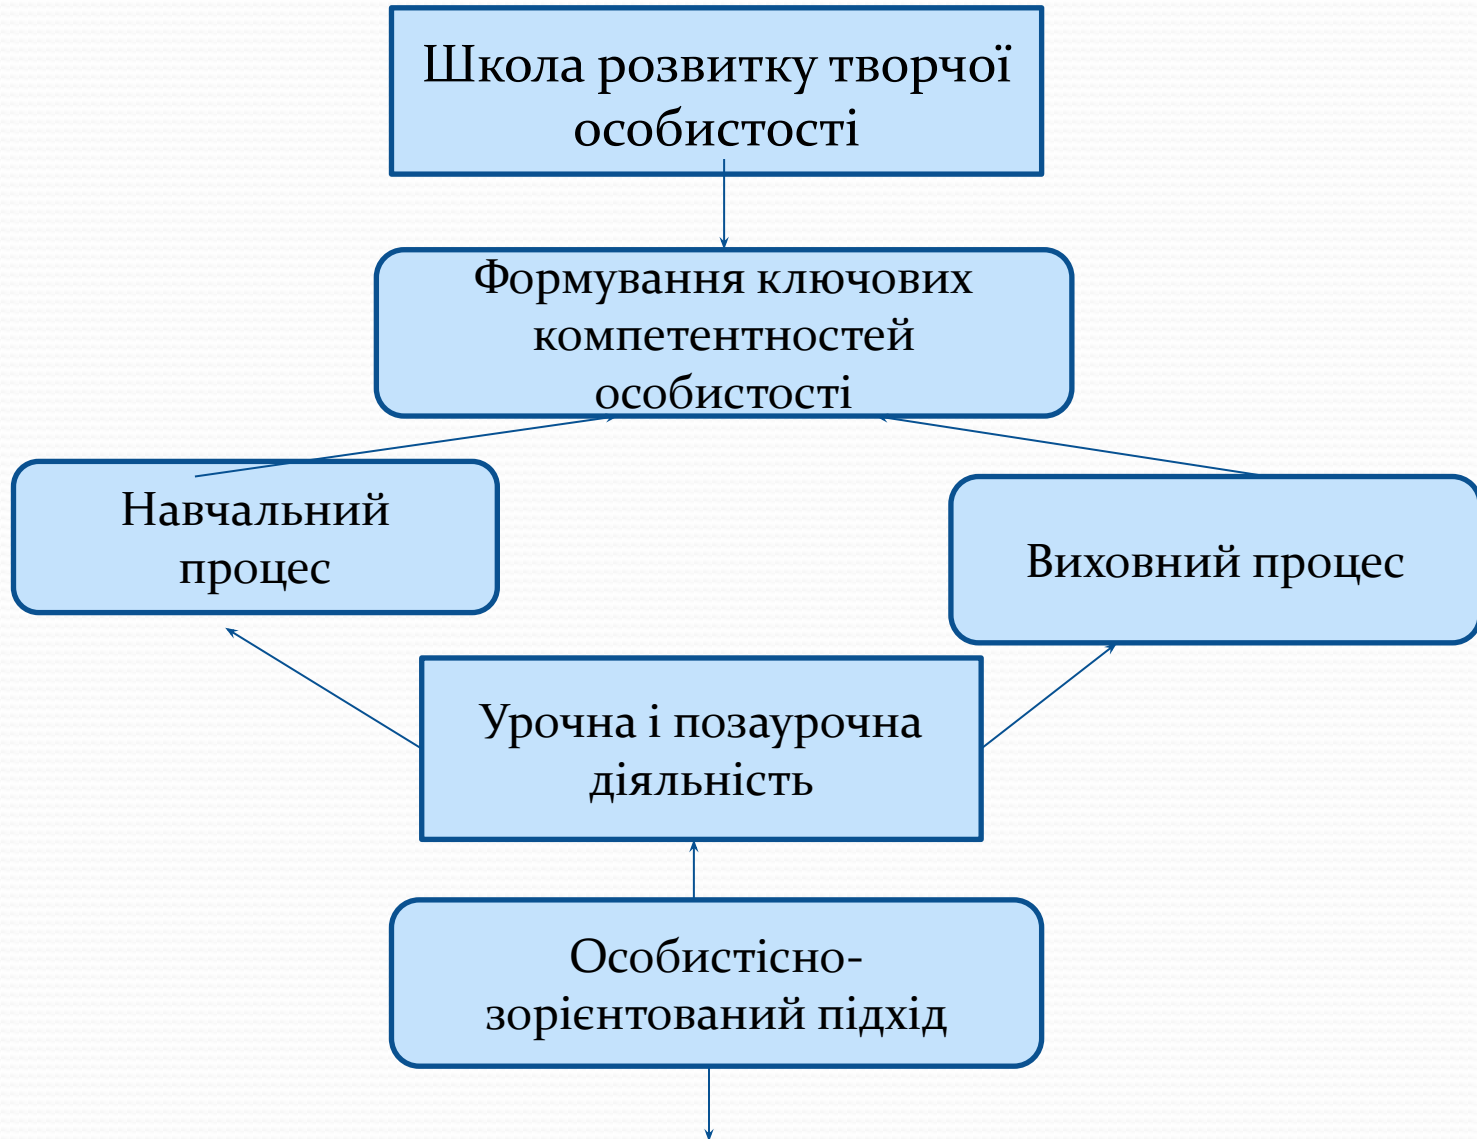 Школа розвитку творчої
особистості
Формування ключових
компетентностей
особистості
Навчальний
процес
Виховний процес
Урочна і позаурочна
діяльність
Особистісно-
зорієнтований підхід